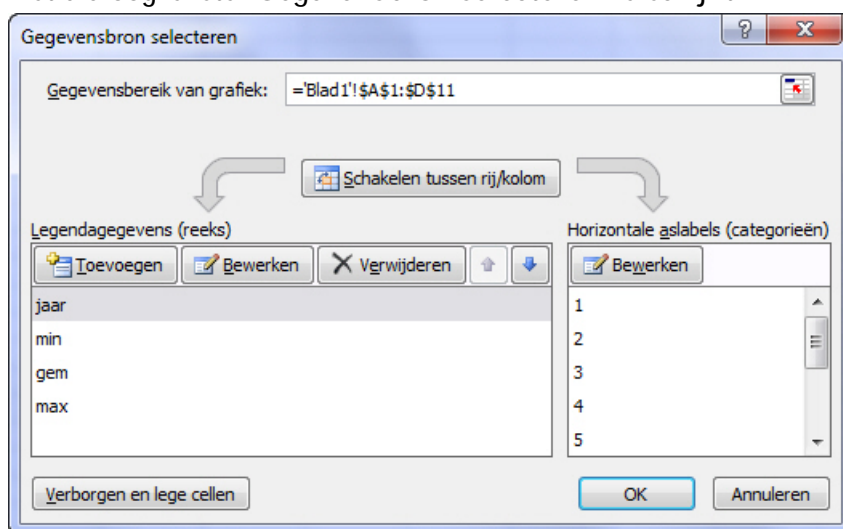 Gegevensbron selecteren
Gegevensbereik van grafiek: ='Blad1'!$A$1:$D$11
Schakelen tussen rij/kolom
Legendagegevens (reeks)
Toevoegen Bewerken Verwijderen
jaar
min
gem
max
Horizontale aslabels (categorieën)
Bewerken
1
2
3
4
5
Verborgen en lege cellen
OK Annuleren